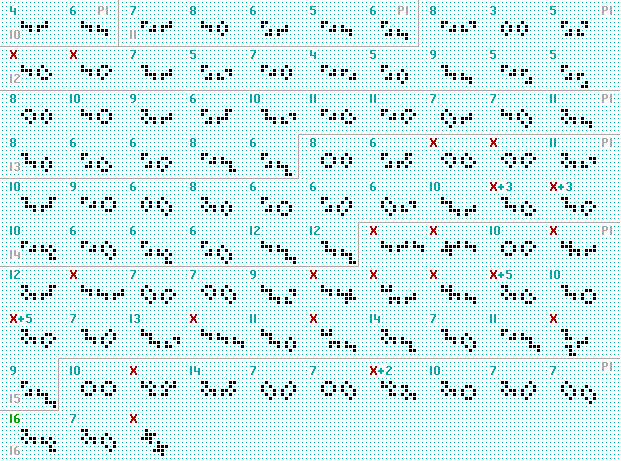 4 6 P1 7 8 6 5 6 P1 8 3 5 P1
10 11
X X 7 5 7 4 5 9 5 5
12
8 10 9 6 10 11 11 7 7 11
8 6 6 8 6 8 6 X X 11 P1
13
10 9 6 8 6 6 6 10 X+3 X+3
10 6 6 6 12 12 X X 10 X P1
14
12 X 7 7 9 X X X X+5 10
X+5 7 13 X 11 X 14 7 11 X
9 10 X 14 7 7 X+2 10 7 7 P1
15
16 7 X
16